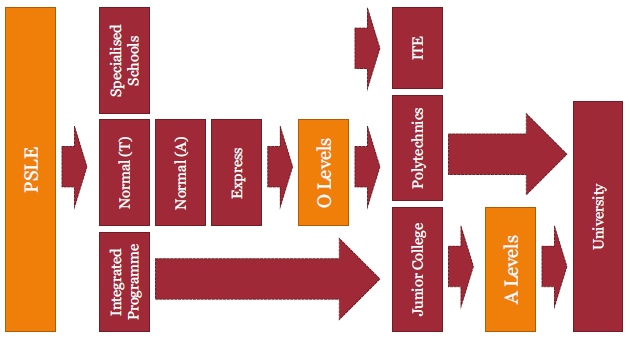 PSLE
Specialised
Schools
Normal (T)
Normal (A)
Express
Integrated
Programme
O Levels
ITE
Polytechnics
Junior College
A Levels
University